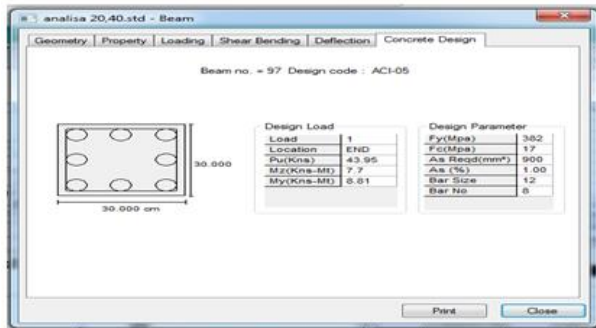 analisa 20,40.std - Beam
Geometry Property Loading Shear Bending Deflection Concrete Design
Beam no. = 97 Design code : ACI-05
30.000
30.000 cm
Design Load
Load 1
Location END
Pu(Kns) 43.95
Mz(Kns-Mt) 7.7
My(Kns-Mt) 8.81
Design Parameter
Fy(Mpa) 382
Fc(Mpa) 17
As Reqd(mm²) 900
As (%) 1.00
Bar Size 12
Bar No 8
Print Close